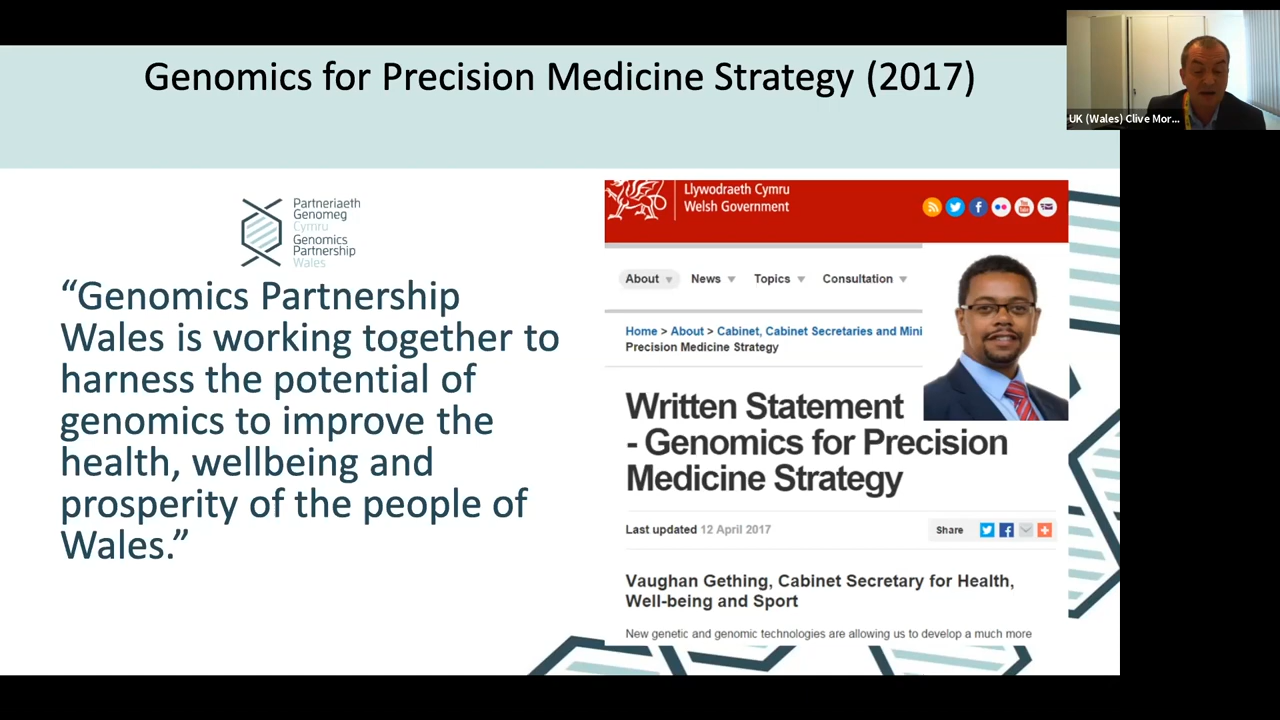 Genomics for Precision Medicine Strategy (2017)
UK (Wales) Clive Mor...
Partneriaeth
Genomeg
Cymru
Genomics
Partnership
Wales
“Genomics Partnership
Wales is working together to
harness the potential of
genomics to improve the
health, wellbeing and
prosperity of the people of
Wales.”
Llywodraeth Cymru
Welsh Government
About News Topics Consultation
Home > About > Cabinet, Cabinet Secretaries and Mini
Precision Medicine Strategy
Written Statement
- Genomics for Precision
Medicine Strategy
Last updated 12 April 2017
Share
Vaughan Gething, Cabinet Secretary for Health,
Well-being and Sport
New genetic and genomic technologies are allowing us to develop a much more